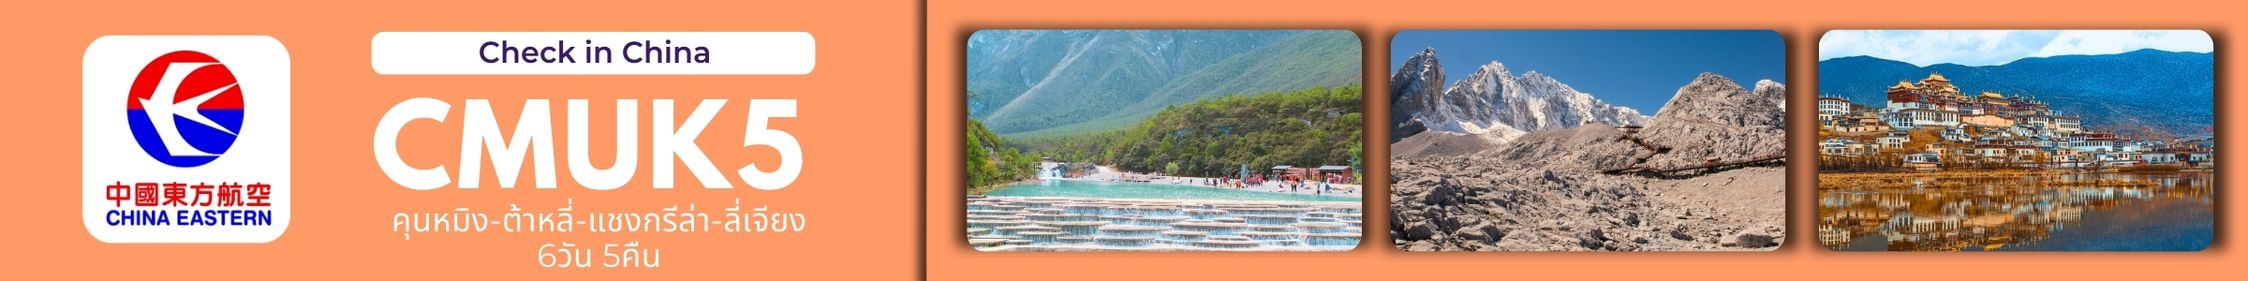 中國東方航空
CHINA EASTERN
Check in China
CMUK5
คุนหมิง-ต้าหลี่-แชงกรีล่า-ลี่เจียง
6วัน 5คืน